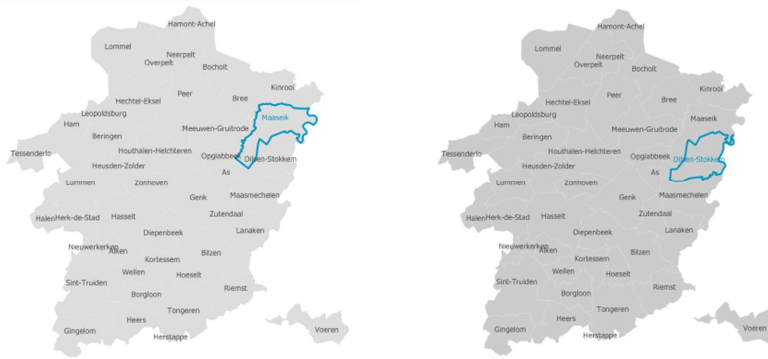 Hamont-Achel
Lommel
Neerpelt
Overpelt
Bocholt
Kinrooi
Peer
Bree
Hechtel-Eksel
Leopoldsburg
Maaseik
Ham
Meeuwen-Gruitrode
Beringen
Houthalen-Helchteren
Tessenderlo
Opglabbeek
Dilsen-Stokkem
Heusden-Zolder
As
Lummen
Zonhoven
Genk
Maasmechelen
Halen
Herk-de-Stad
Hasselt
Zutendaal
Diepenbeek
Lanaken
Nieuwerkerken
Alken
Bilzen
Kortessem
Wellen
Hoeselt
Sint-Truiden
Borgloon
Riemst
Tongeren
Heers
Gingelom
Herstappe
Voeren
Hamont-Achel
Lommel
Neerpelt
Overpelt
Bocholt
Kinrooi
Peer
Bree
Hechtel-Eksel
Leopoldsburg
Maaseik
Ham
Meeuwen-Gruitrode
Beringen
Houthalen-Helchteren
Tessenderlo
Opglabbeek
Dilsen-Stokkem
Heusden-Zolder
As
Lummen
Zonhoven
Genk
Maasmechelen
Halen
Herk-de-Stad
Hasselt
Zutendaal
Diepenbeek
Lanaken
Nieuwerkerken
Alken
Bilzen
Kortessem
Wellen
Hoeselt
Sint-Truiden
Borgloon
Riemst
Tongeren
Heers
Gingelom
Herstappe
Voeren